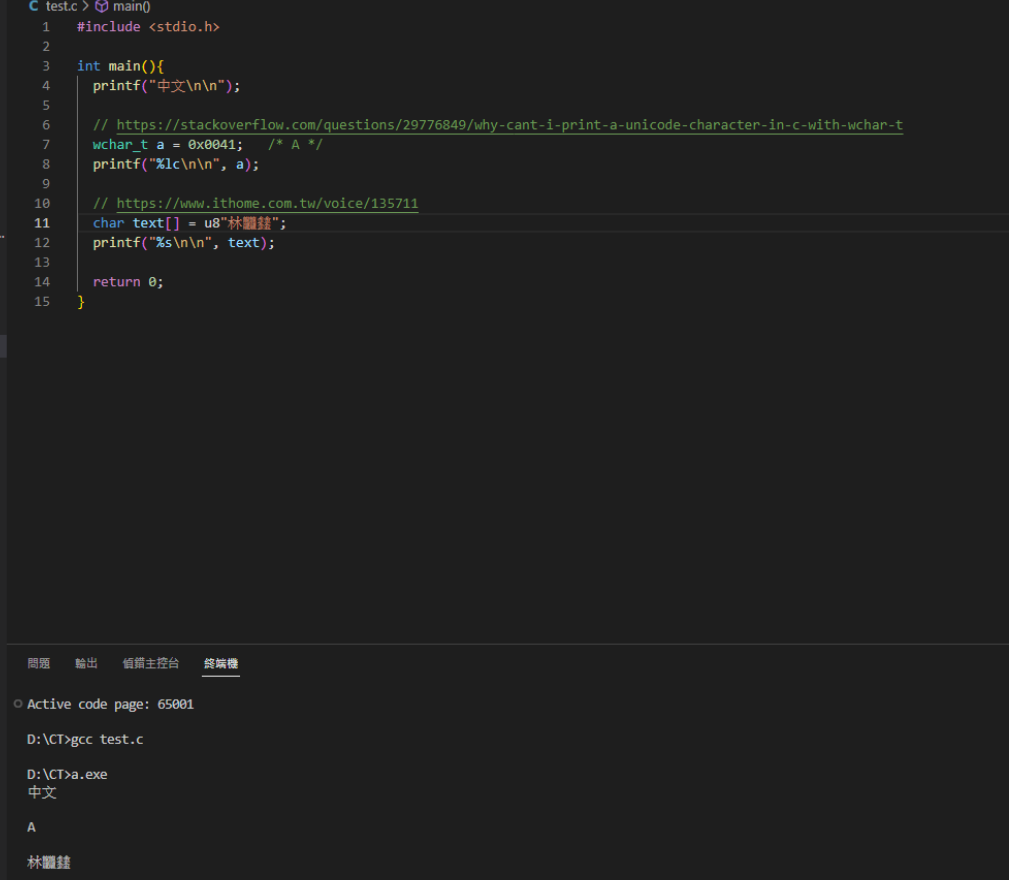 C test.c > main()
1 #include <stdio.h>
2
3 int main(){
4 printf("中文\n\n");
5
6 // https://stackoverflow.com/questions/29776849/why-cant-i-print-a-unicode-character-in-c-with-wchar-t
7 wchar_t a = 0x0041; /* A */
8 printf("%lc\n\n", a);
9
10 // https://www.ithome.com.tw/voice/135711
11 char text[] = u8"林";
12 printf("%s\n\n", text);
13
14 return 0;
15 }
問題 輸出 偵錯主控台 終端機
Active code page: 65001
D:\CT>gcc test.c
D:\CT>a.exe
中文
A
林